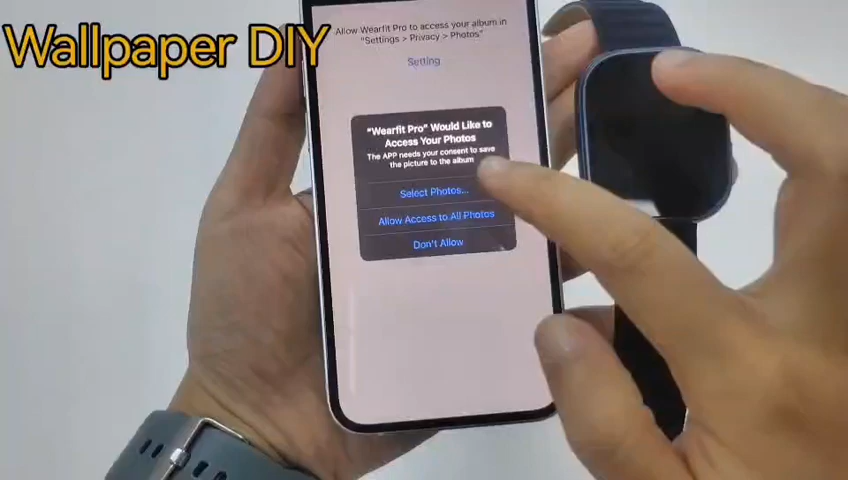 Wallpaper DIY
Allow Wearfit Pro to access your album in
"Settings > Privacy > Photos"
Setting
"Wearfit Pro" Would Like to
Access Your Photos
The APP needs your consent to save
the picture to the album
Select Photos...
Allow Access to All Photos
Don't Allow